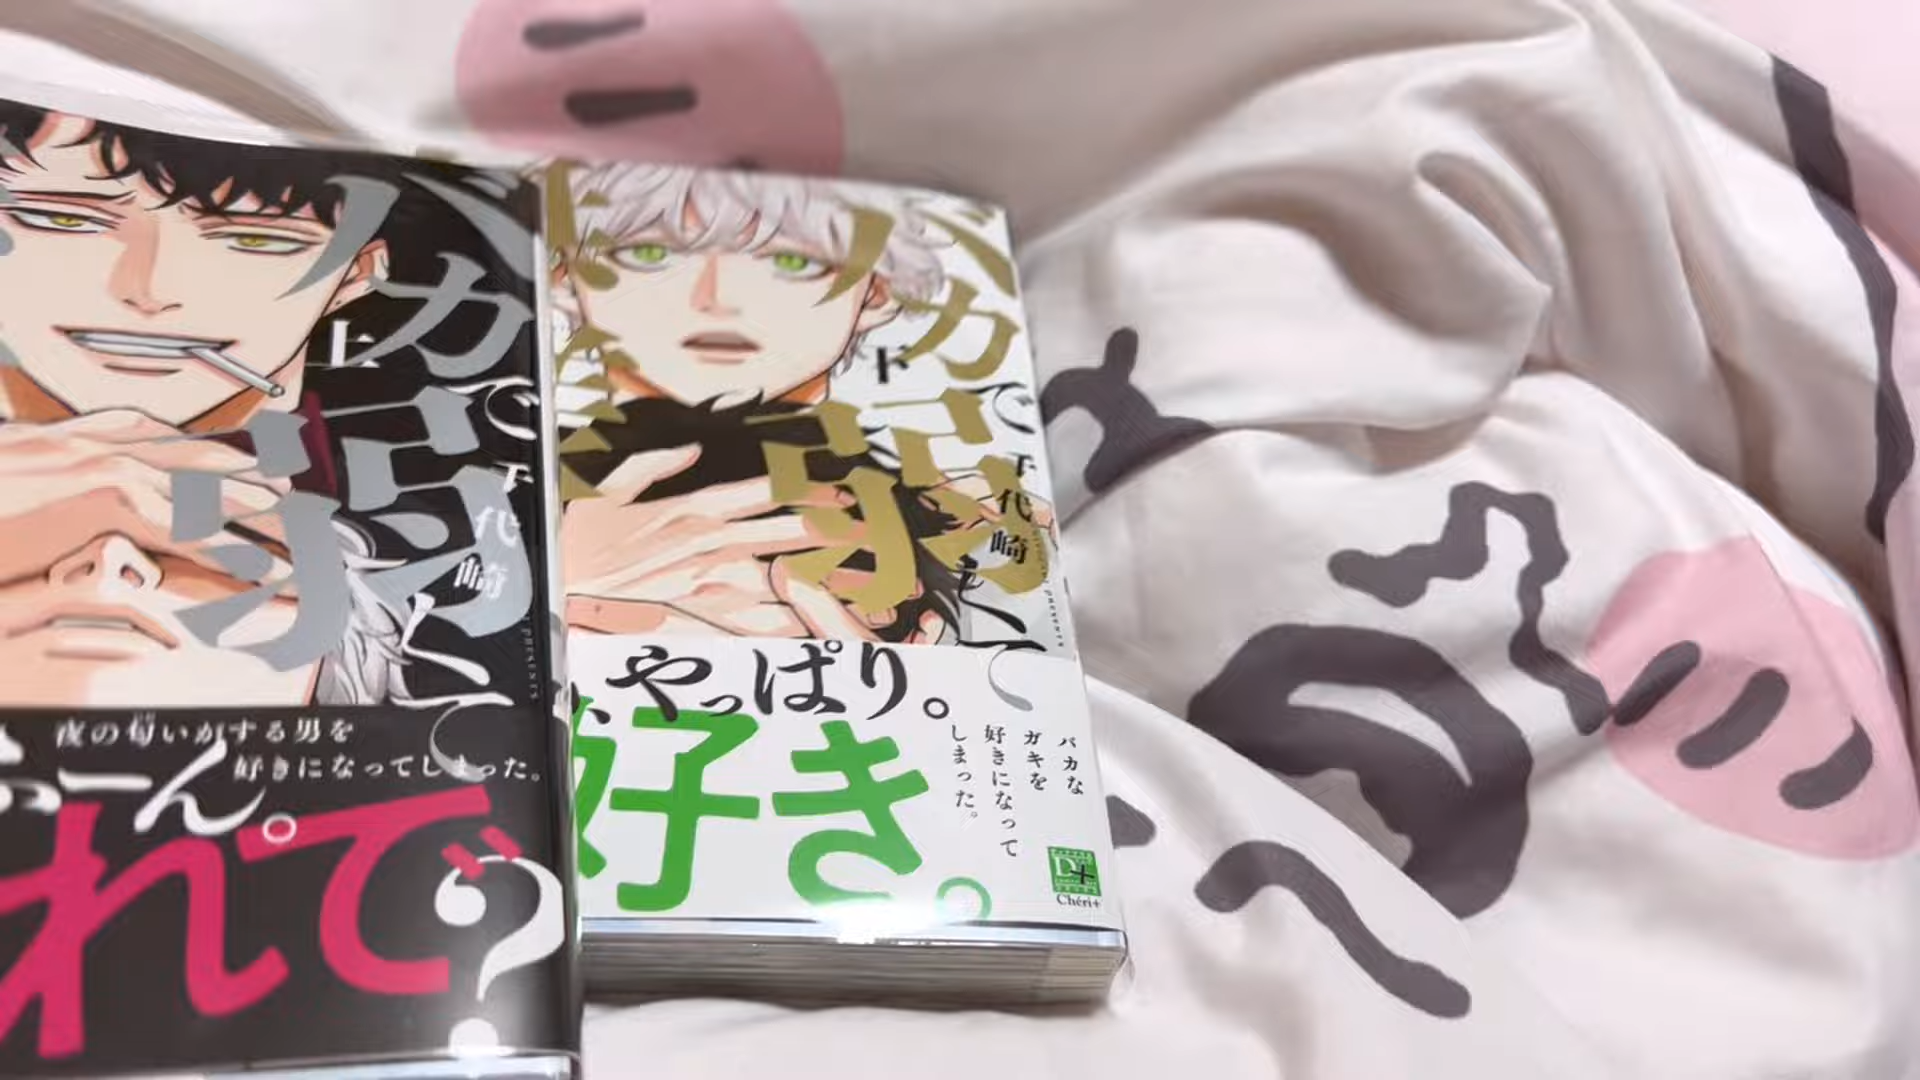 バカで
弱くて
上
千代崎
夜の匂いがする男を
好きになってしまった。
ふーん。
れで?
バカで
弱くて
下
千代崎
presents
やっぱり。
好き。
バカな
ガキを
好きになって
しまった。
D+
Chéri+